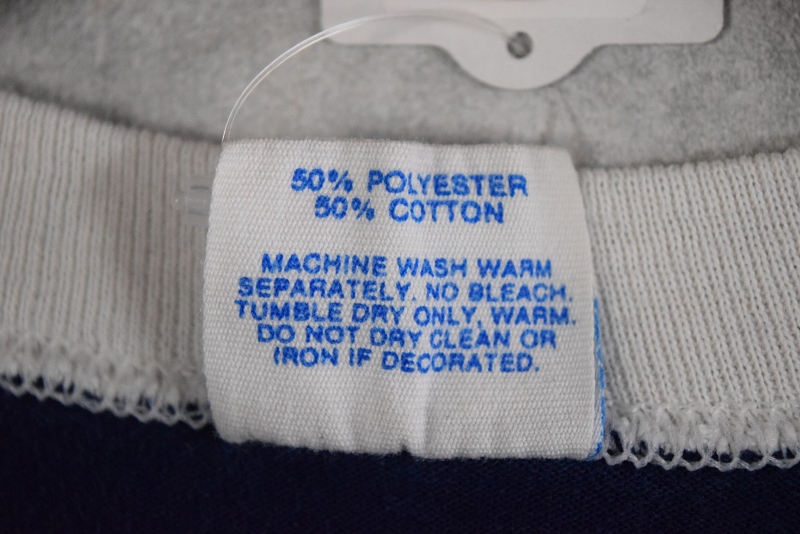 50% POLYESTER
50% COTTON
MACHINE WASH WARM
SEPARATELY. NO BLEACH.
TUMBLE DRY ONLY, WARM.
DO NOT DRY CLEAN OR
IRON IF DECORATED.